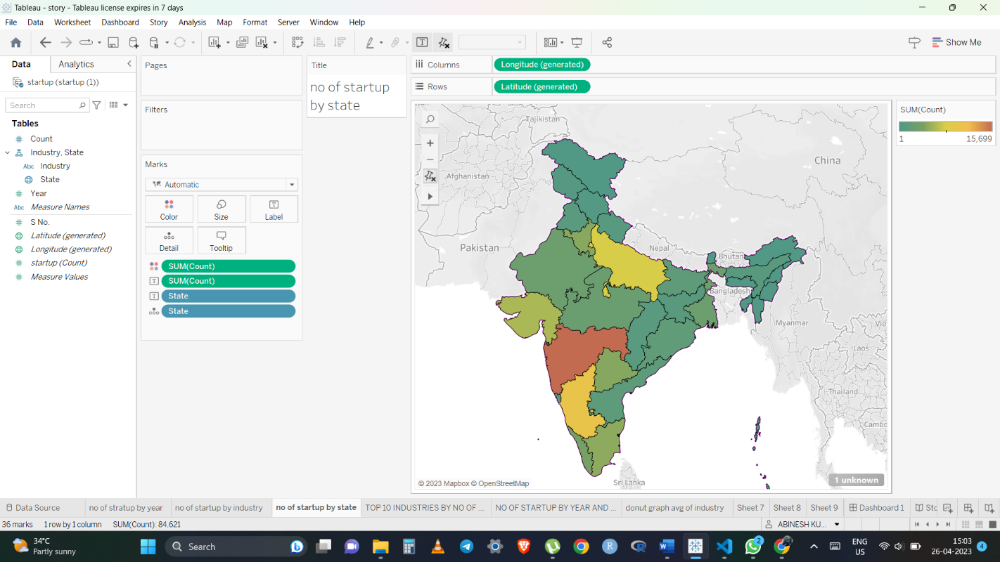 Tableau - story - Tableau license expires in 7 days
File Data Worksheet Dashboard Story Analysis Map Format Server Window Help
Show Me
Data Analytics
startup (startup (1))
Search
Tables
Count
Industry, State
Abc Industry
State
Year
Abc Measure Names
S No.
Latitude (generated)
Longitude (generated)
startup (Count)
Measure Values
Pages
Filters
Marks
Automatic
Color Size Label
Detail Tooltip
SUM(Count)
SUM(Count)
State
State
Title
no of startup
by state
Columns Longitude (generated)
Rows Latitude (generated)
Tajikistan
China
Afghanistan
Pakistan
Nepal
Bhutan
Bangladesh
Myanmar
Laos
Thailand
Sri Lanka
1 unknown
© 2023 Mapbox © OpenStreetMap
SUM(Count)
1 15,699
Data Source no of stratup by year no of startup by industry no of startup by state TOP 10 INDUSTRIES BY NO OF ... NO OF STARTUP BY YEAR AND ... donut graph avg of industry Sheet 7 Sheet 8 Sheet 9 Dashboard 1 Stc
36 marks 1 row by 1 column SUM(Count): 84.621
ABINESH KU...
34°C
Partly sunny
Search
2
ENG
US
15:03
26-04-2023
4